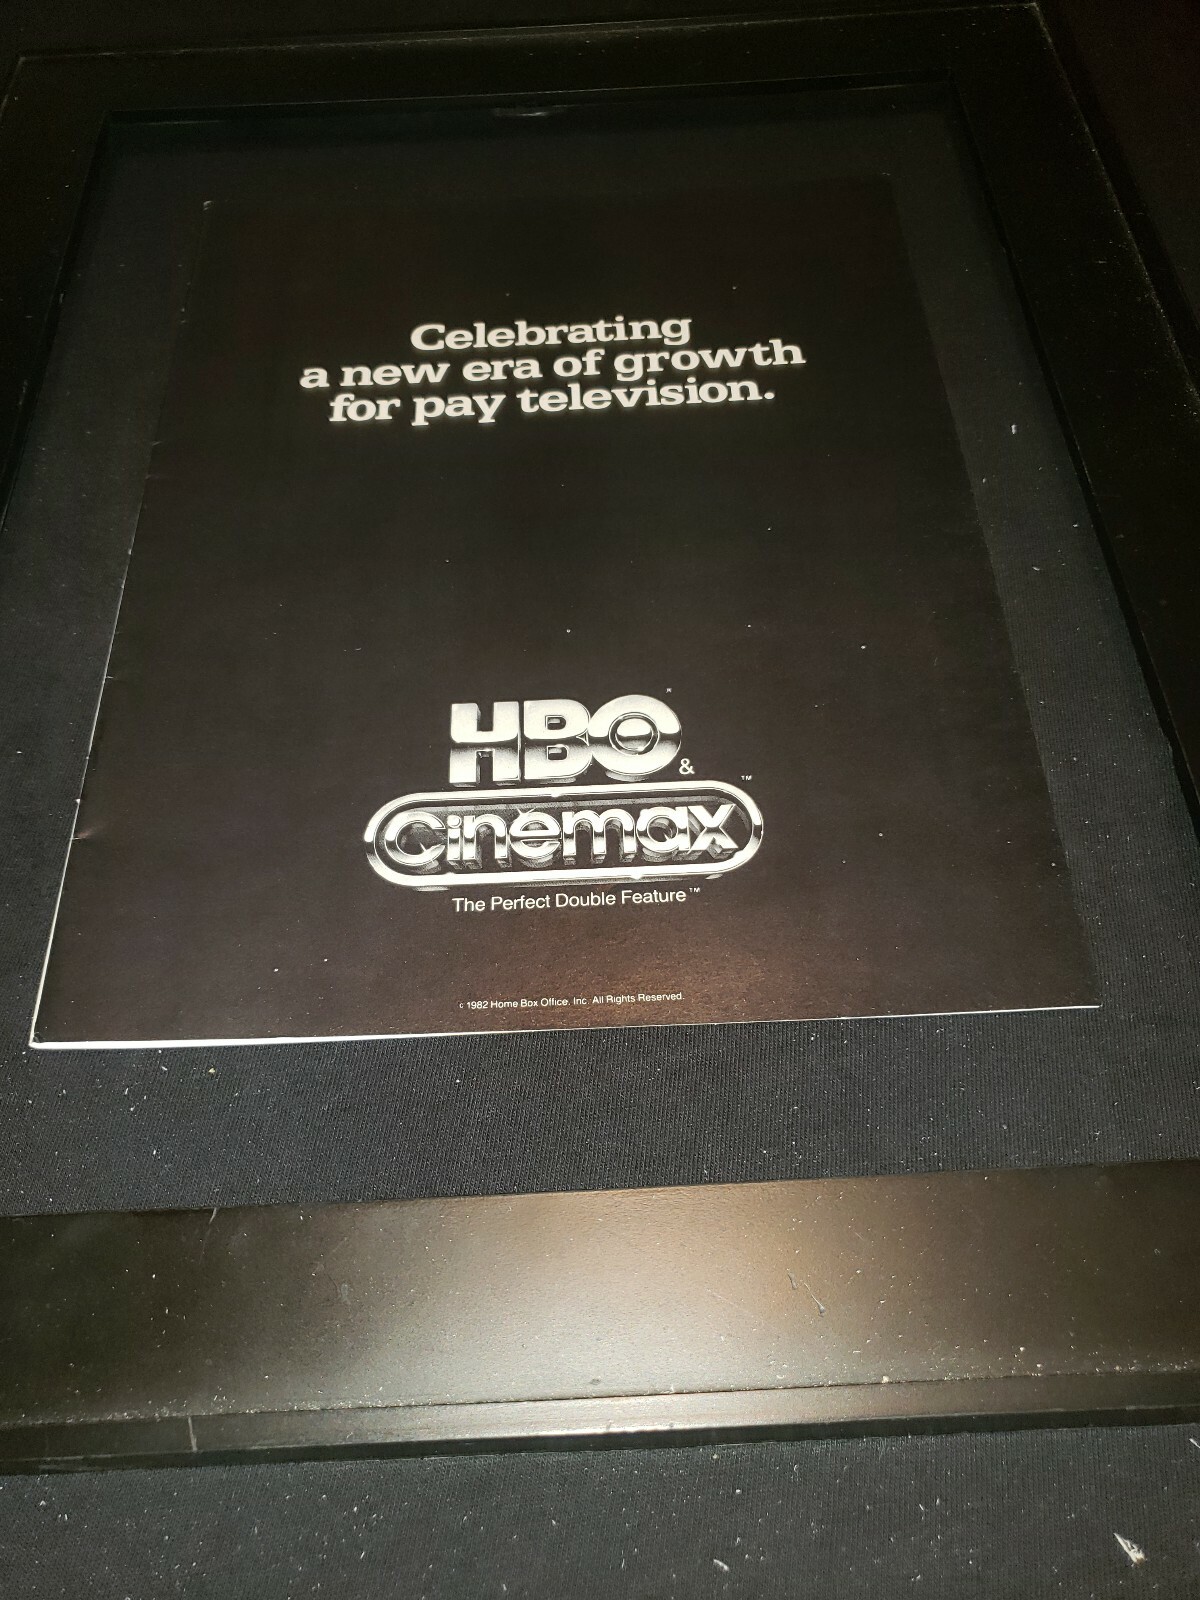 Celebrating
a new era of growth
for pay television.
HBO ®
&
Cinemax ™
The Perfect Double Feature™
c 1982 Home Box Office, Inc. All Rights Reserved.